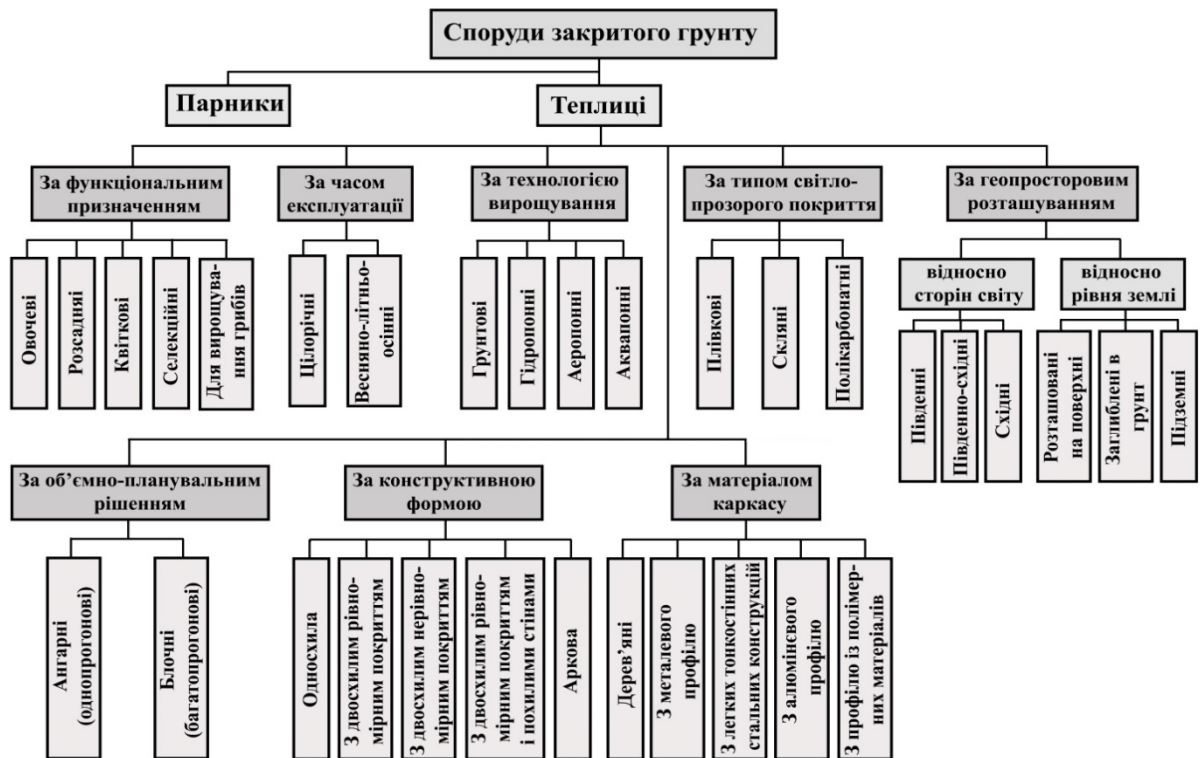 Споруди закритого грунту
Парники
Теплиці
За функціональним
призначенням
Овочеві
Розсадняі
Квіткові
Селекційні
Для вирощува-
ння грибів
За часом
експлуатації
Цілорічні
Весняно-літньо-
осінні
За технологією
вирощування
Грунтові
Гідропонні
Аеропонні
Аквапонні
За типом світло-
прозорого покриття
Плівкові
Скляні
Полікарбонатні
За геопросторовим
розташуванням
відносно
сторін світу
Південні
Південно-східні
Східні
відносно
рівня землі
Розташовані
на поверхні
Заглиблені в
грунт
Підземні
За об’ємно-планувальним
рішенням
Ангарні
(однопрогонові)
Блочні
(багатопрогонові)
За конструктивною
формою
Односхила
З двосхилим рівно-
мірним покриттям
З двосхилим нерівно-
мірним покриттям
З двосхилим рівно-
мірним покриттям
і похилими стінами
Аркова
За матеріалом
каркасу
Дерев’яні
З металевого
профілю
З легких тонкостінних
стальних конструкцій
З алюмінєвого
профілю
З профілю із полімер-
них матеріалів